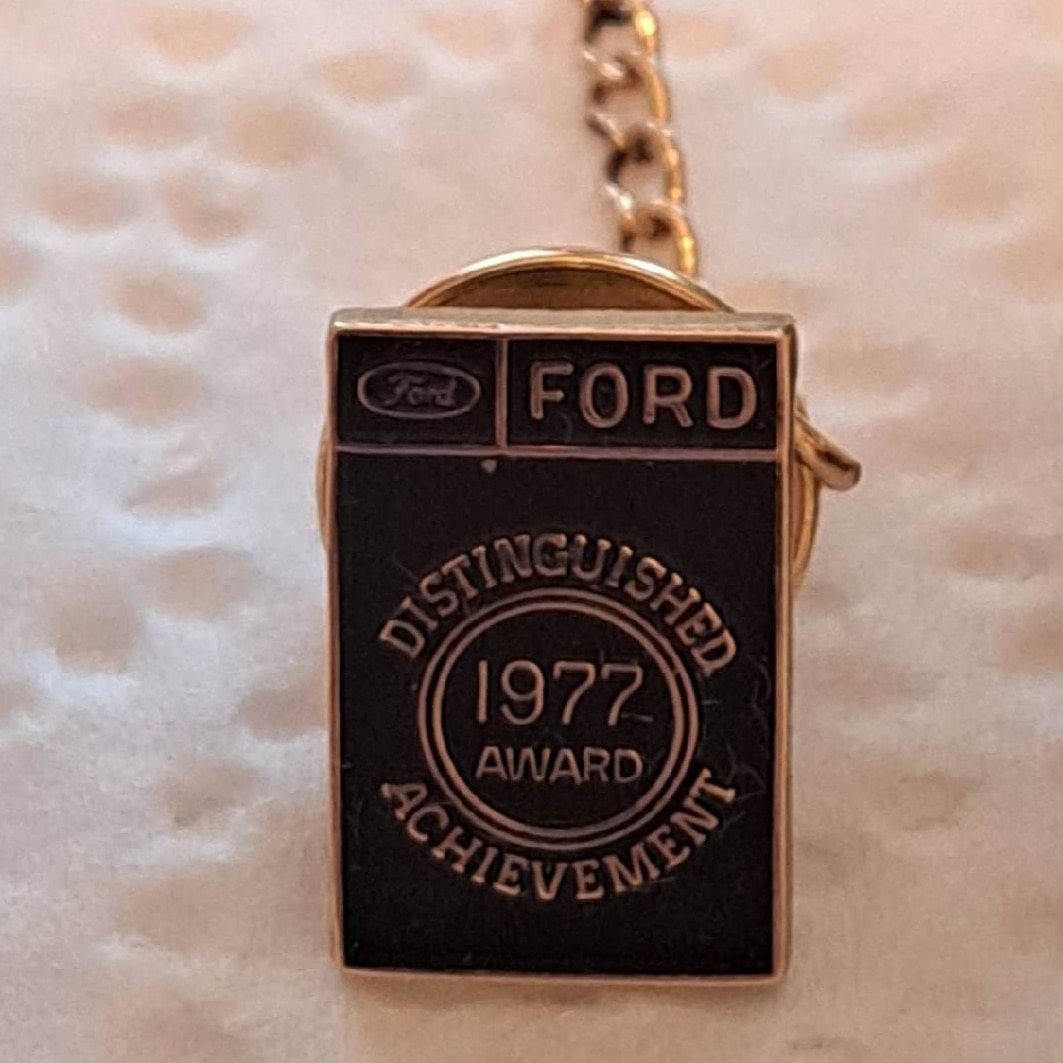 Ford FORD
DISTINGUISHED
1977
AWARD
ACHIEVEMENT